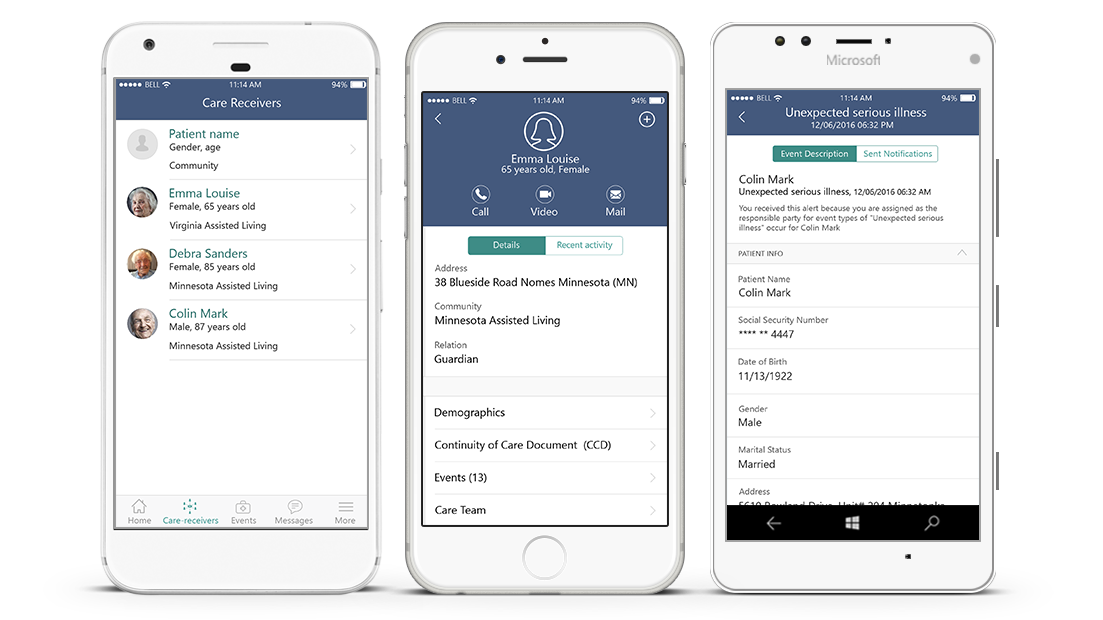 BELL
11:14 AM
94%
Care Receivers
Patient name
Gender, age
Community
Emma Louise
Female, 65 years old
Virginia Assisted Living
Debra Sanders
Female, 85 years old
Minnesota Assisted Living
Colin Mark
Male, 87 years old
Minnesota Assisted Living
Home
Care-receivers
Events
Messages
More
BELL
11:14 AM
94%
Emma Louise
65 years old, Female
Call
Video
Mail
Details
Recent activity
Address
38 Blueside Road Nomes Minnesota (MN)
Community
Minnesota Assisted Living
Relation
Guardian
Demographics
Continuity of Care Document (CCD)
Events (13)
Care Team
Microsoft
BELL
11:14 AM
94%
Unexpected serious illness
12/06/2016 06:32 PM
Event Description
Sent Notifications
Colin Mark
Unexpected serious illness, 12/06/2016 06:32 AM
You received this alert because you are assigned as the
responsible party for event types of "Unexpected serious
illness" occur for Colin Mark
PATIENT INFO
Patient Name
Colin Mark
Social Security Number
**** ** 4447
Date of Birth
11/13/1922
Gender
Male
Marital Status
Married
Address